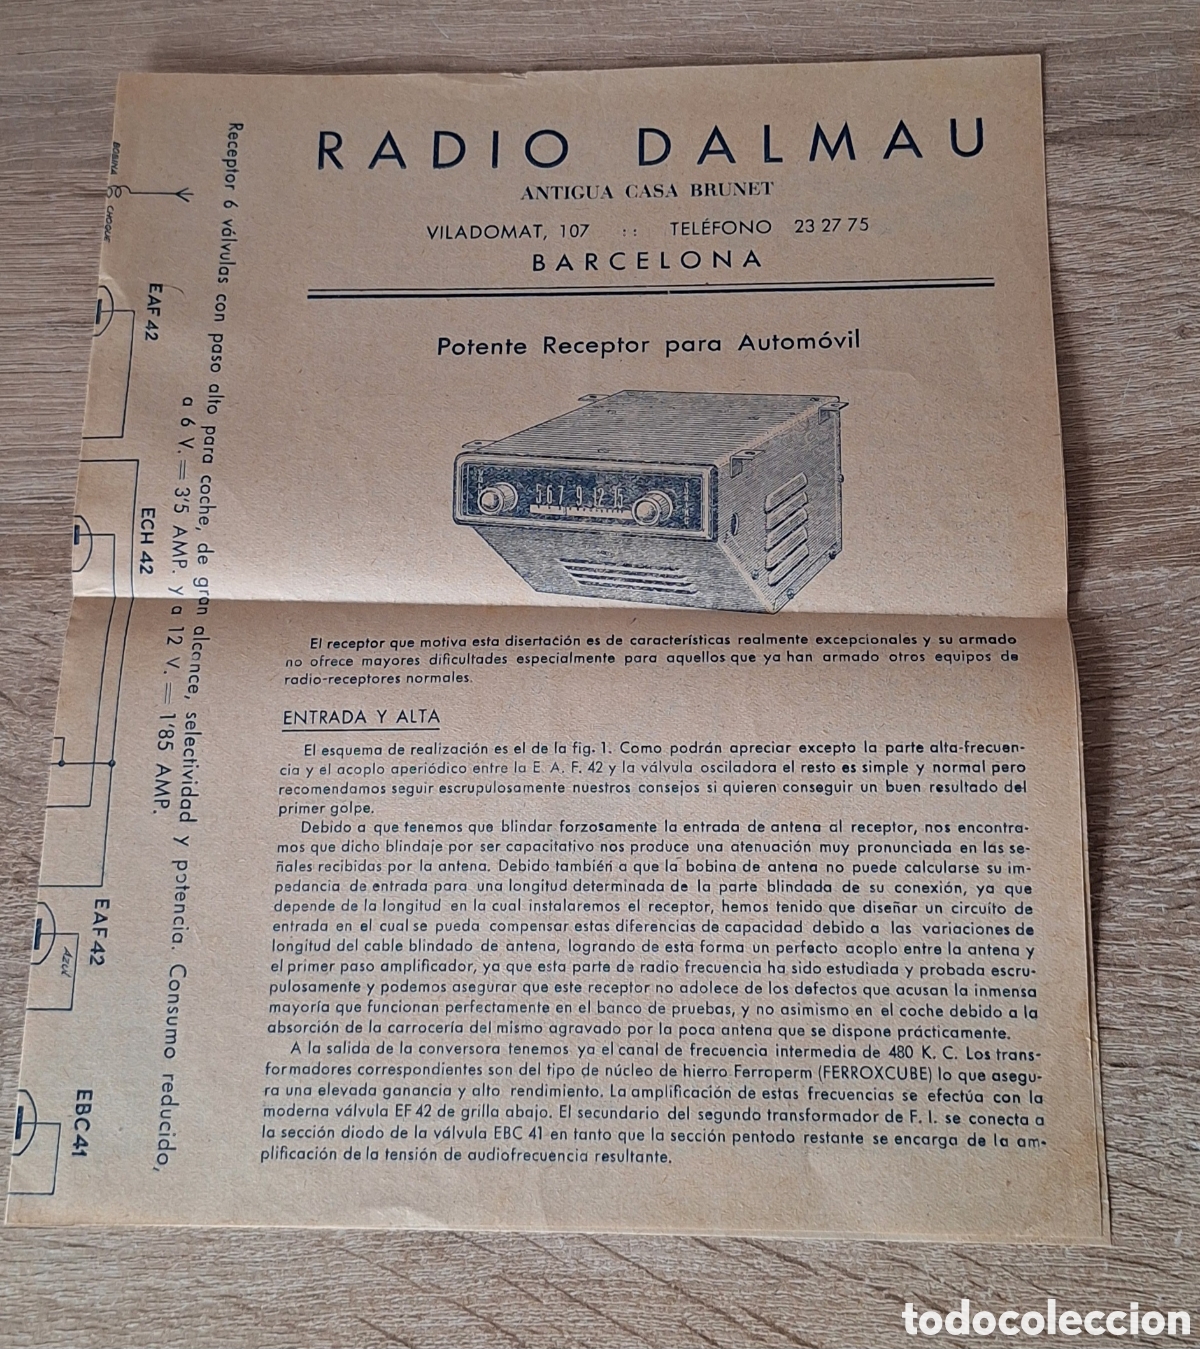 RADIO DALMAU
ANTIGUA CASA BRUNET
VILADOMAT, 107 :: TELÉFONO 23 27 75
BARCELONA
Potente Receptor para Automóvil
5 6 7 9 12 15
El receptor que motiva esta disertación es de características realmente excepcionales y su armado
no ofrece mayores dificultades especialmente para aquellos que ya han armado otros equipos de
radio-receptores normales.
ENTRADA Y ALTA
El esquema de realización es el de la fig. 1. Como podrán apreciar excepto la parte alta-frecuen-
cia y el acoplo aperiódico entre la E. A. F. 42 y la válvula osciladora el resto es simple y normal pero
recomendamos seguir escrupulosamente nuestros consejos si quieren conseguir un buen resultado del
primer golpe.
Debido a que tenemos que blindar forzosamente la entrada de antena al receptor, nos encontra-
mos que dicho blindaje por ser capacitativo nos produce una atenuación muy pronunciada en las se-
ñales recibidas por la antena. Debido también a que la bobina de antena no puede calcularse su im-
pedancia de entrada para una longitud determinada de la parte blindada de su conexión, ya que
depende de la longitud en la cual instalaremos el receptor, hemos tenido que diseñar un circuíto de
entrada en el cual se pueda compensar estas diferencias de capacidad debido a las variaciones de
longitud del cable blindado de antena, logrando de esta forma un perfecto acoplo entre la antena y
el primer paso amplificador, ya que esta parte de radio frecuencia ha sido estudiada y probada escru-
pulosamente y podemos asegurar que este receptor no adolece de los defectos que acusan la inmensa
mayoría que funcionan perfectamente en el banco de pruebas, y no asimismo en el coche debido a la
absorción de la carrocería del mismo agravado por la poca antena que se dispone prácticamente.
A la salida de la conversora tenemos ya el canal de frecuencia intermedia de 480 K. C. Los trans-
formadores correspondientes son del tipo de núcleo de hierro Ferroperm (FERROXCUBE) lo que asegu-
ra una elevada ganancia y alto rendimiento. La amplificación de estas frecuencias se efectúa con la
moderna válvula EF 42 de grilla abajo. El secundario del segundo transformador de F. I. se conecta a
la sección diodo de la válvula EBC 41 en tanto que la sección pentodo restante se encarga de la am-
plificación de la tensión de audiofrecuencia resultante.
Receptor 6 válvulas con paso alto para coche, de gran alcance, selectividad y potencia. Consumo reducido,
a 6 V. = 3'5 AMP. y a 12 V. = 1'85 AMP.
BOBINA CHOQUE
EAF 42
ECH 42
EAF 42
AZUL
EBC 41
todocoleccion